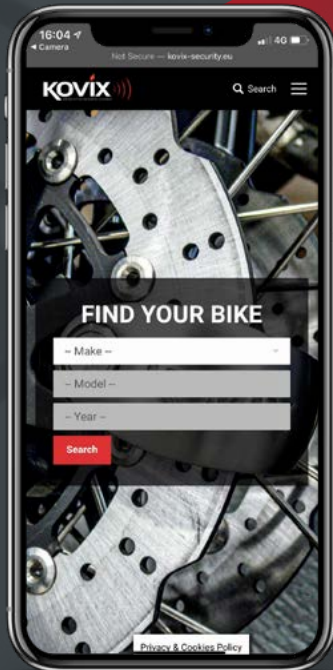 16:04
Camera
4G
Not Secure — kovix-security.eu
KOVIX
Search
FIND YOUR BIKE
-- Make --
-- Model --
-- Year --
Search
Privacy & Cookies Policy